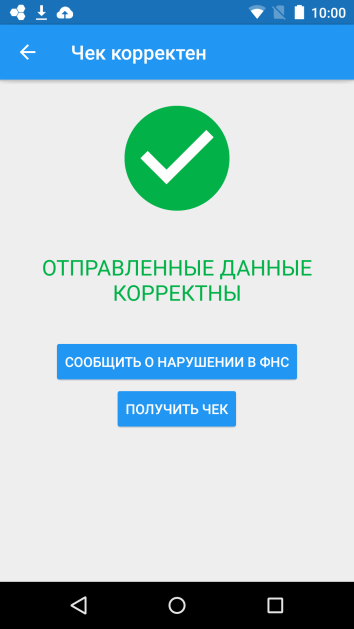 10:00
Чек корректен
ОТПРАВЛЕННЫЕ ДАННЫЕ
КОРРЕКТНЫ
СООБЩИТЬ О НАРУШЕНИИ В ФНС
ПОЛУЧИТЬ ЧЕК